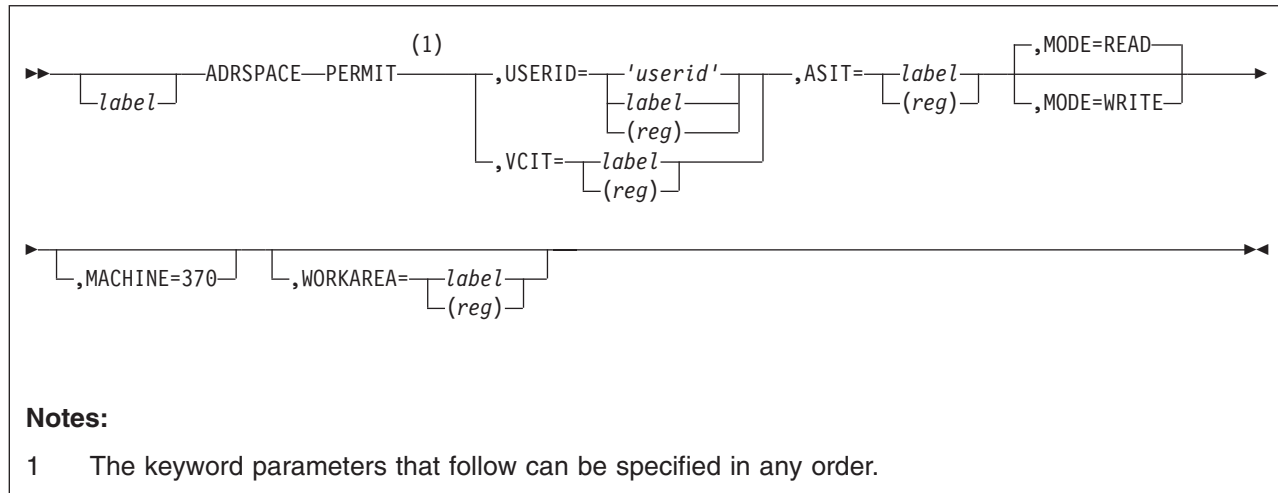 (1)
ADRSPACE PERMIT ,USERID= 'userid' ,ASIT= label ,MODE=READ
label label (reg) ,MODE=WRITE
(reg)
,VCIT= label
(reg)
,MACHINE=370 ,WORKAREA= label
(reg)
Notes:
1 The keyword parameters that follow can be specified in any order.